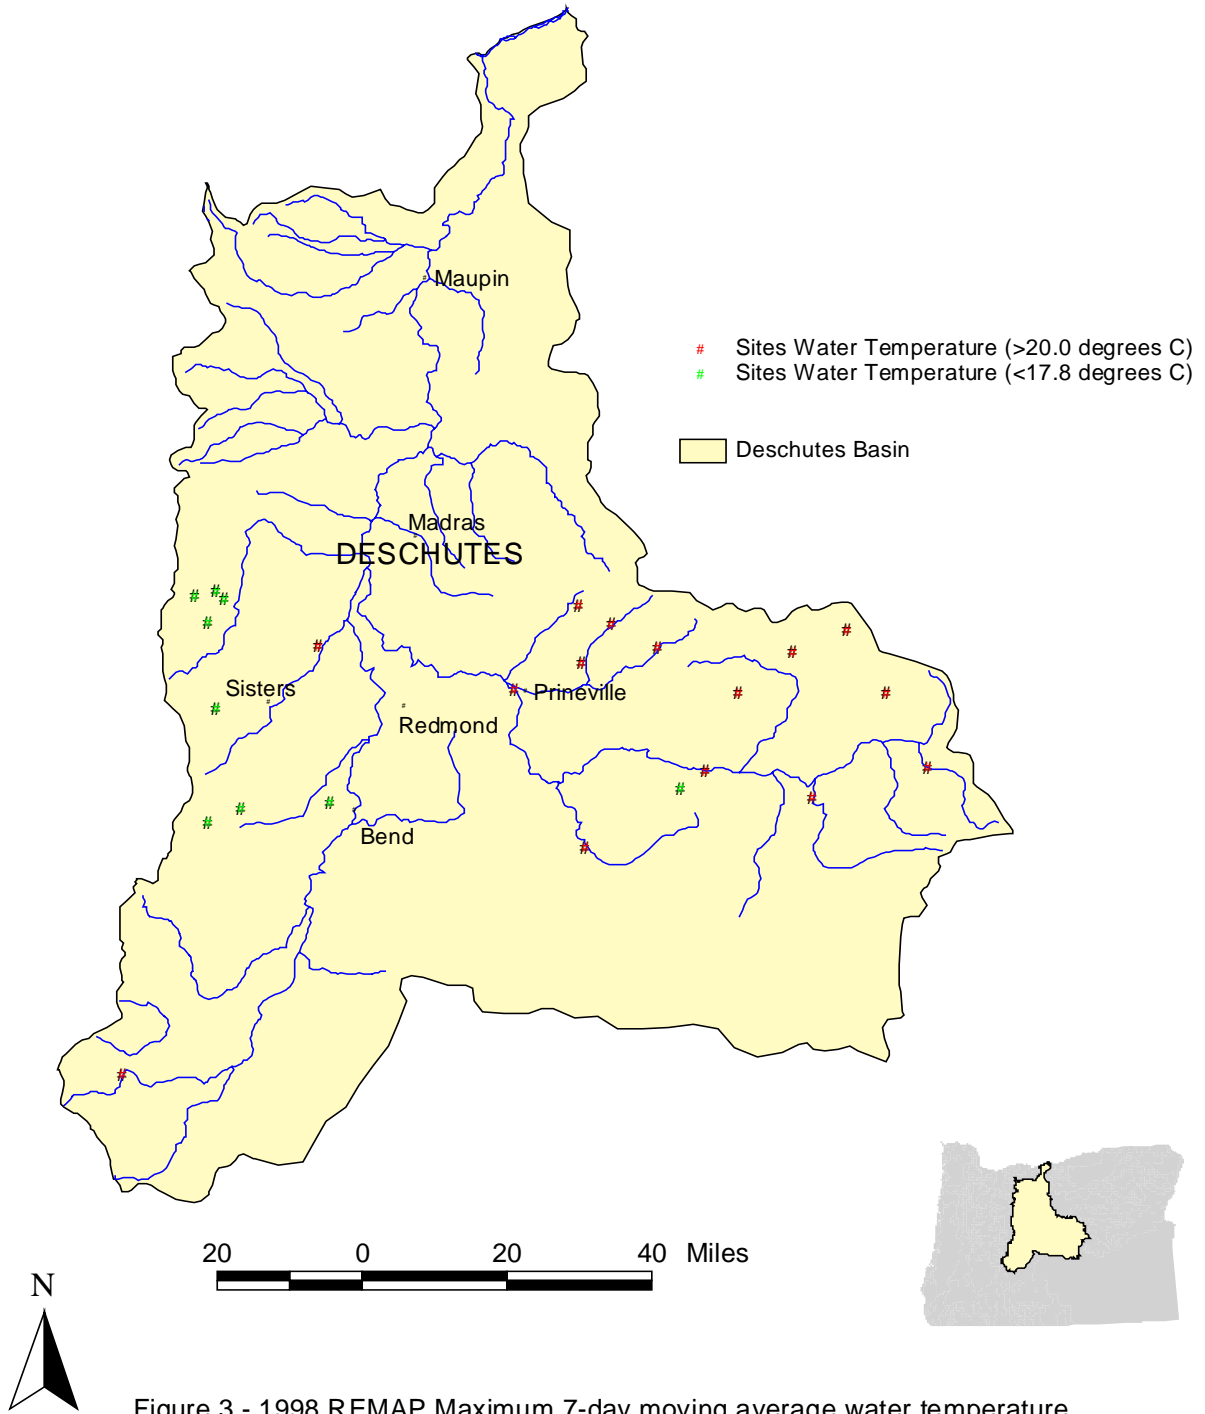 Maupin
# Sites Water Temperature (>20.0 degrees C)
# Sites Water Temperature (<17.8 degrees C)
Deschutes Basin
Madras
DESCHUTES
Sisters
Prineville
Redmond
Bend
20 0 20 40 Miles
N
Figure 3 - 1998 REMAP Maximum 7-day moving average water temperature